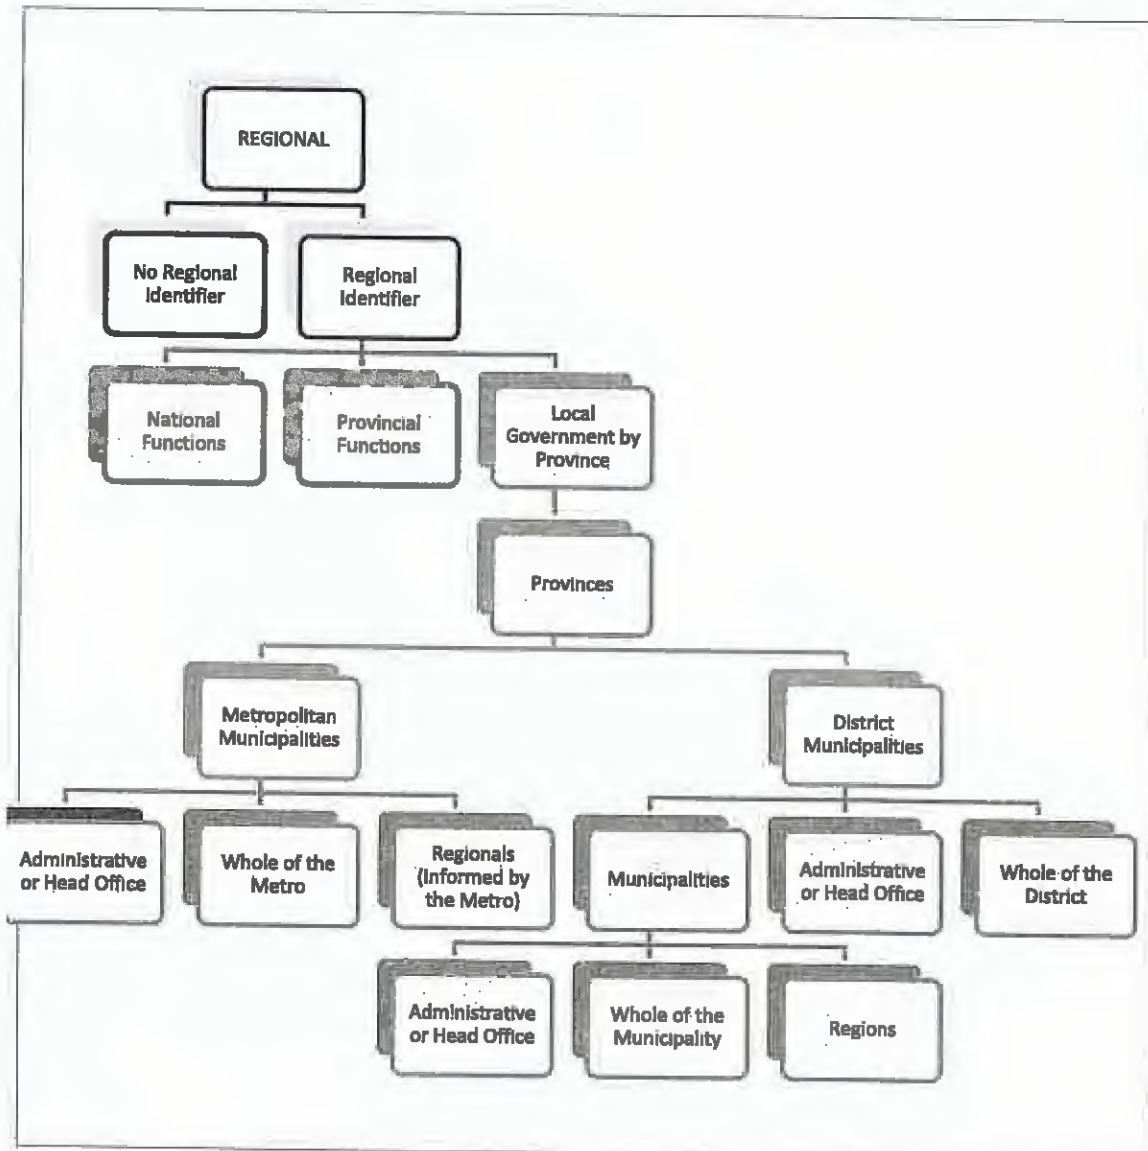 REGIONAL
No Regional
Identifier
Regional
Identifier
National
Functions
Provincial
Functions
Local
Government by
Province
Provinces
Metropolitan
Municipalities
District
Municipalities
Administrative
or Head Office
Whole of the
Metro
Regionals
(Informed by
the Metro)
Municipalities
Administrative
or Head Office
Whole of the
District
Administrative
or Head Office
Whole of the
Municipality
Regions